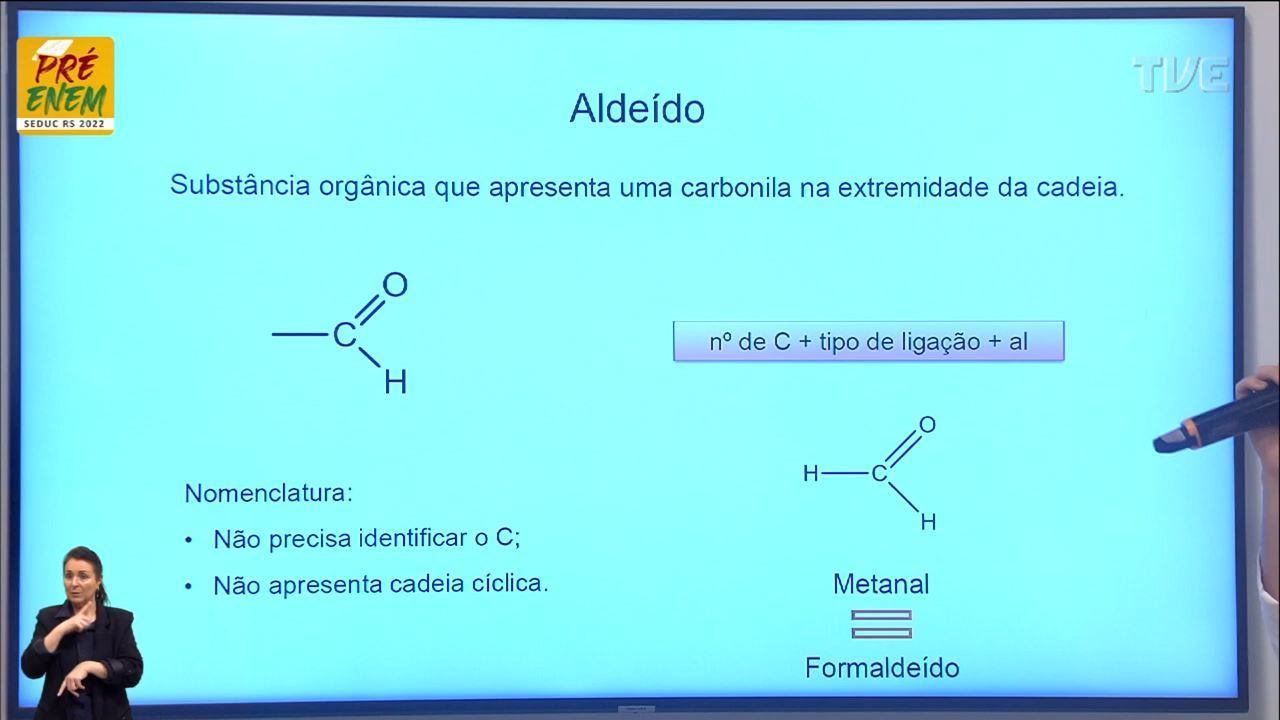 PRÉ
ENEM
SEDUC RS 2022
TVE
Aldeído
Substância orgânica que apresenta uma carbonila na extremidade da cadeia.
O
C
H
nº de C + tipo de ligação + al
O
H C
H
Nomenclatura:
• Não precisa identificar o C;
• Não apresenta cadeia cíclica.
Metanal
Formaldeído